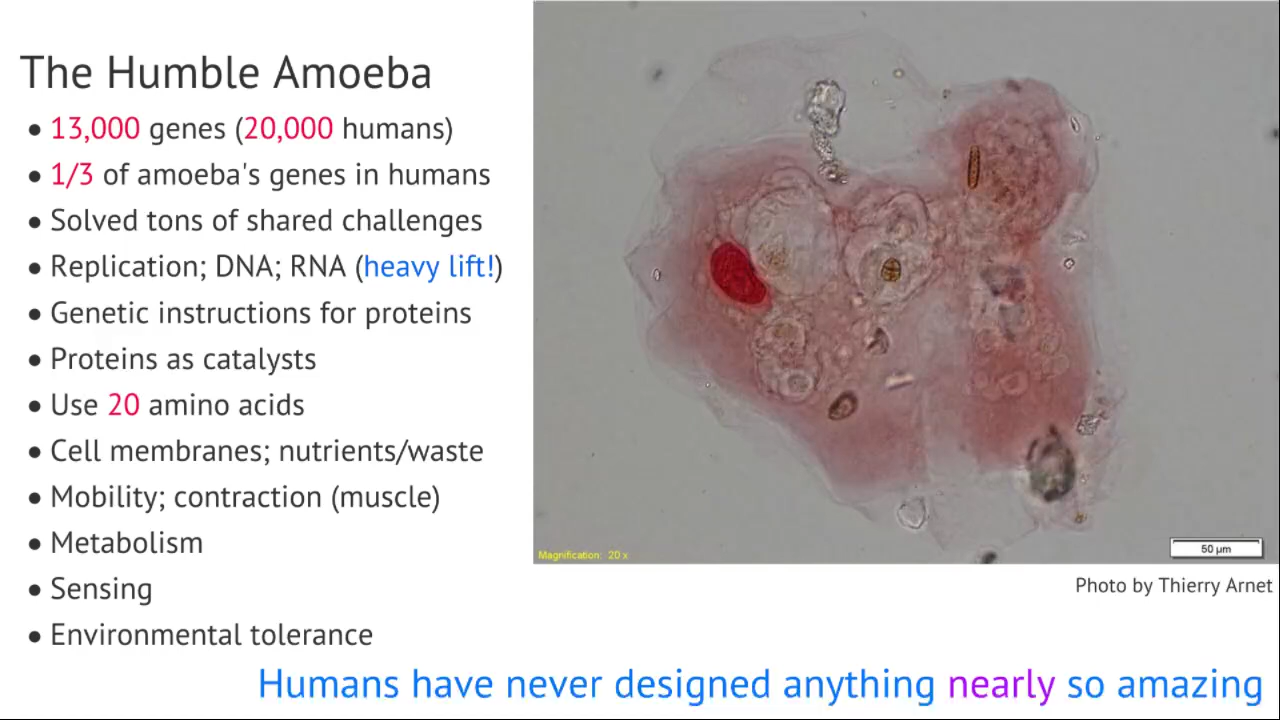 The Humble Amoeba
• 13,000 genes (20,000 humans)
• 1/3 of amoeba's genes in humans
• Solved tons of shared challenges
• Replication; DNA; RNA (heavy lift!)
• Genetic instructions for proteins
• Proteins as catalysts
• Use 20 amino acids
• Cell membranes; nutrients/waste
• Mobility; contraction (muscle)
• Metabolism
• Sensing
• Environmental tolerance
Magnification: 20 x
50 µm
Photo by Thierry Arnet
Humans have never designed anything nearly so amazing